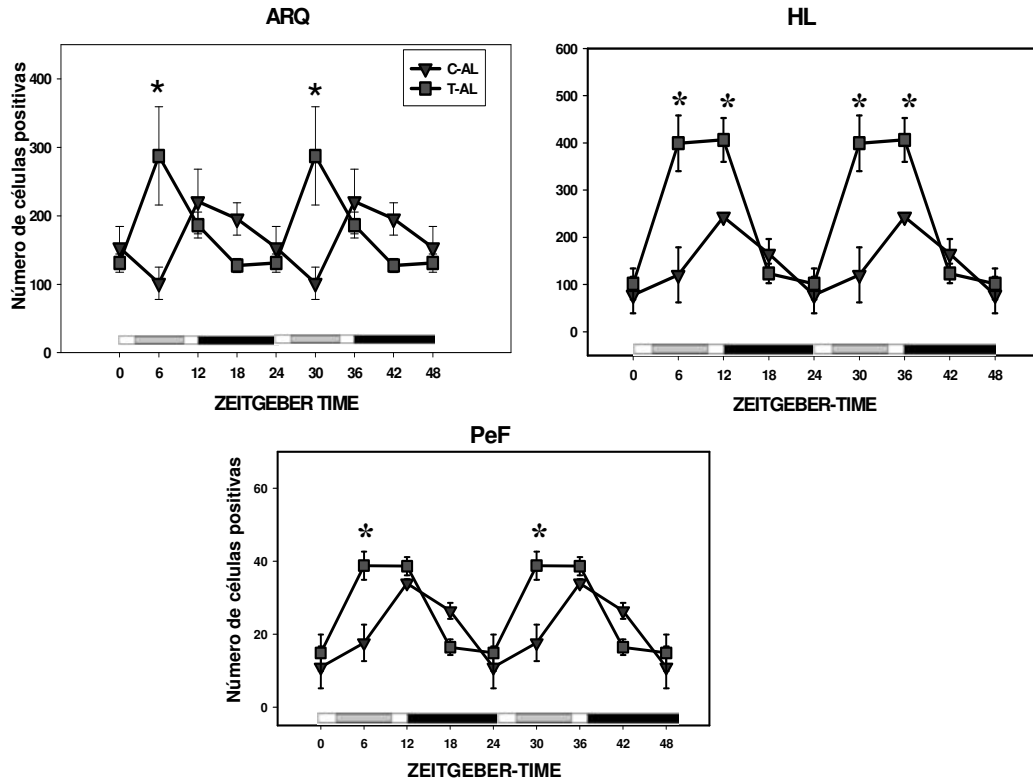 ARQ
Número de células positivas
400
300
200
100
0
* *
C-AL
T-AL
0 6 12 18 24 30 36 42 48
ZEITGEBER TIME
HL
600
500
400
300
200
100
0
* * * *
0 6 12 18 24 30 36 42 48
ZEITGEBER-TIME
PeF
Número de células positivas
60
40
20
0
* *
0 6 12 18 24 30 36 42 48
ZEITGEBER-TIME